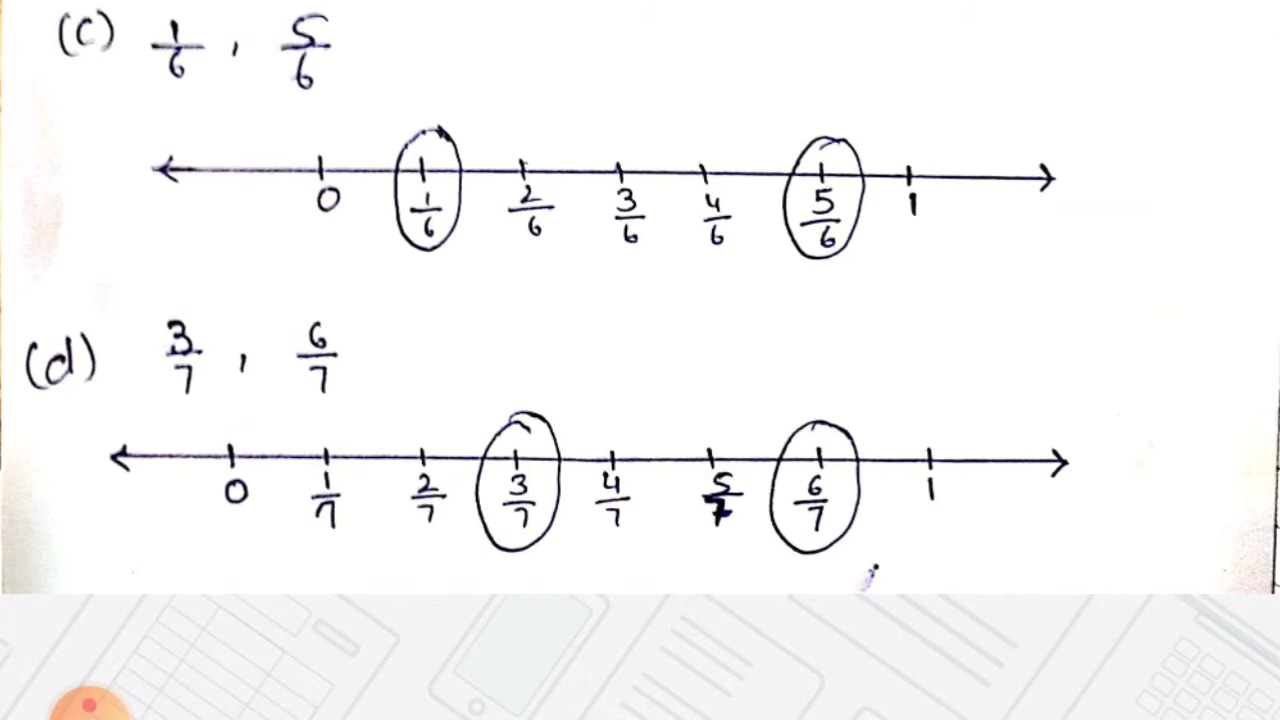 (c) 1/6 , 5/6
0 1/6 2/6 3/6 4/6 5/6 1
(d) 3/7 , 6/7
0 1/7 2/7 3/7 4/7 5/7 6/7 1